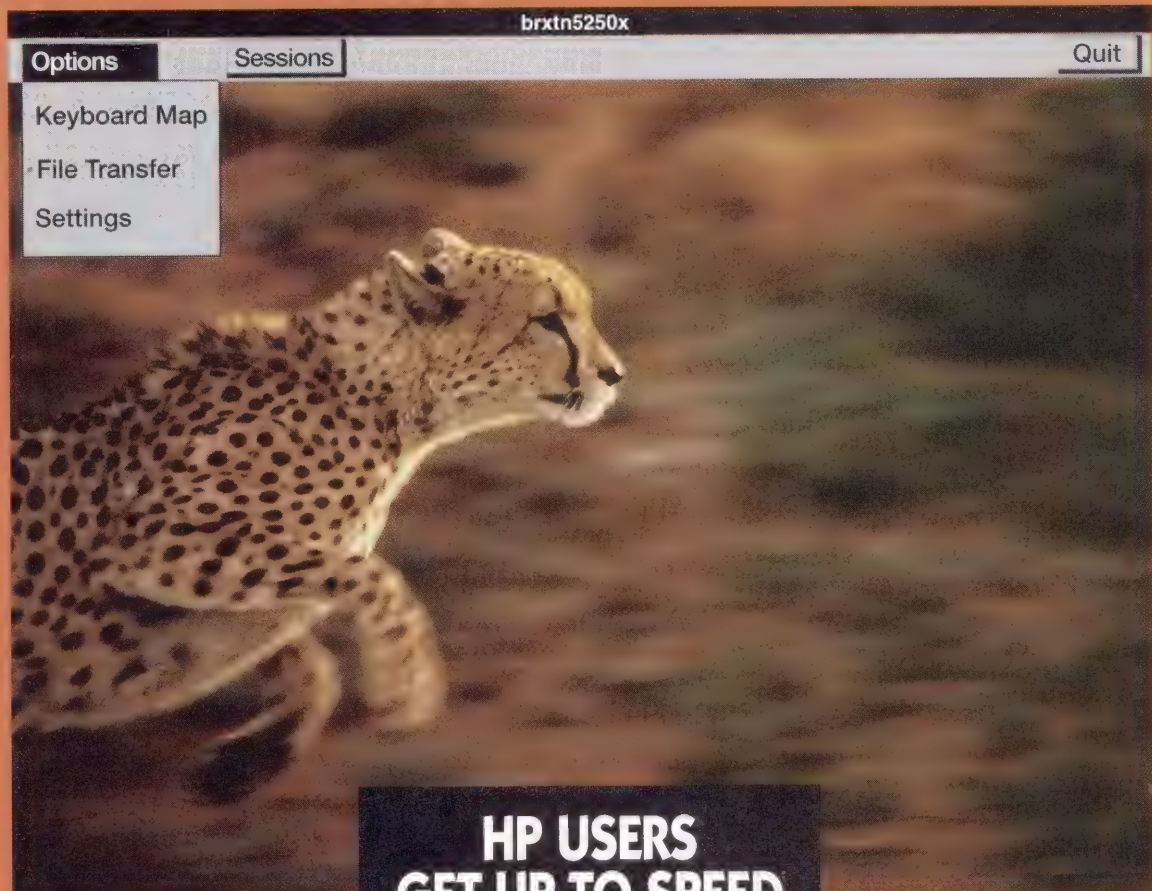 brxtn5250x
Options Sessions Quit
Keyboard Map
File Transfer
Settings
HP USERS
GET UP TO SPEED